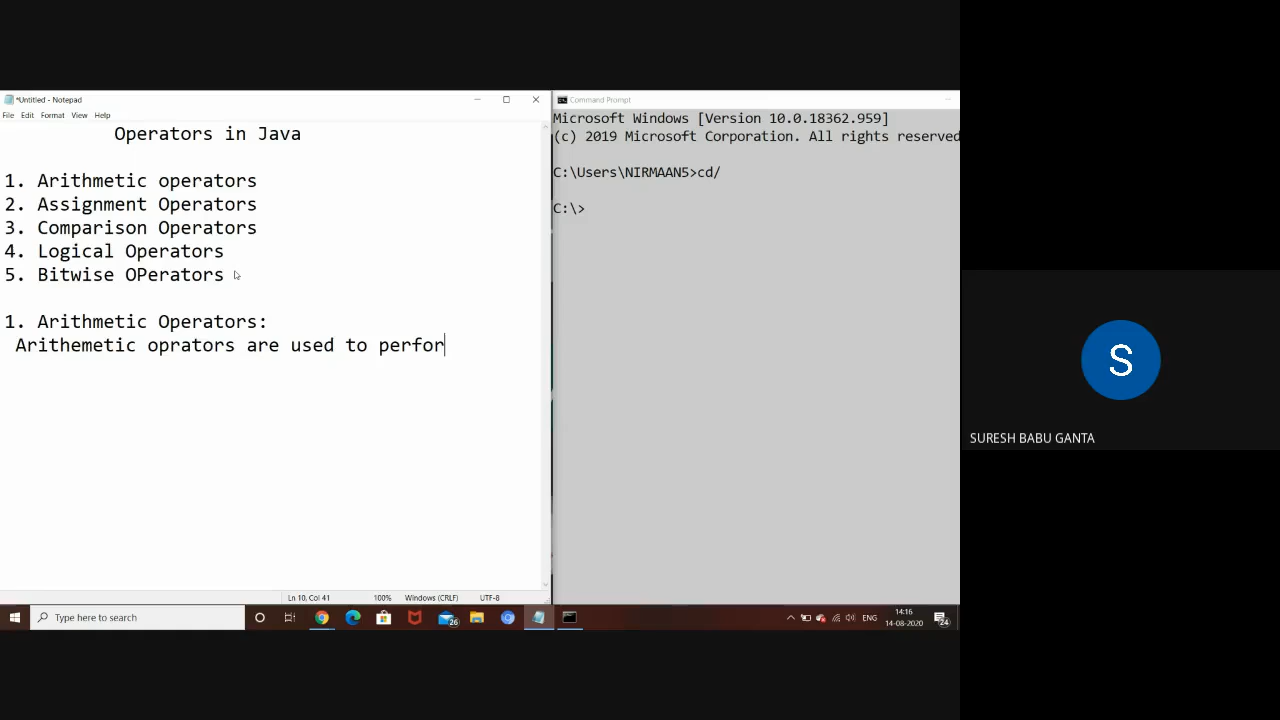 *Untitled - Notepad
File Edit Format View Help
Operators in Java
1. Arithmetic operators
2. Assignment Operators
3. Comparison Operators
4. Logical Operators
5. Bitwise OPerators
1. Arithmetic Operators:
Arithemetic oprators are used to perfor
Ln 10, Col 41 100% Windows (CRLF) UTF-8
Command Prompt
Microsoft Windows [Version 10.0.18362.959]
(c) 2019 Microsoft Corporation. All rights reserved
C:\Users\NIRMAAN5>cd/
C:\>
S
SURESH BABU GANTA
Type here to search
26
ENG
14:16
14-08-2020
24